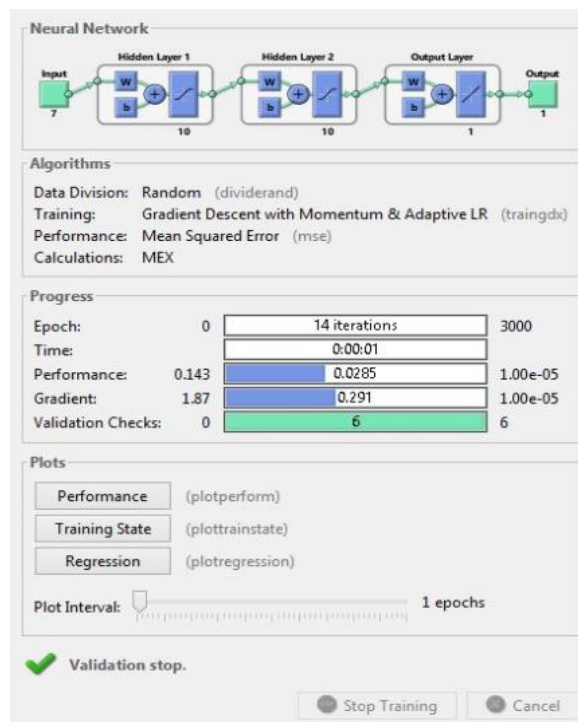 Neural Network
Hidden Layer 1 Hidden Layer 2 Output Layer
Input Output
W W W
b b b
7 10 10 1 1
Algorithms
Data Division: Random (dividerand)
Training: Gradient Descent with Momentum & Adaptive LR (traingdx)
Performance: Mean Squared Error (mse)
Calculations: MEX
Progress
Epoch: 0 14 iterations 3000
Time: 0:00:01
Performance: 0.143 0.0285 1.00e-05
Gradient: 1.87 0.291 1.00e-05
Validation Checks: 0 6 6
Plots
Performance (plotperform)
Training State (plottrainstate)
Regression (plotregression)
Plot Interval: 1 epochs
Validation stop.
Stop Training Cancel